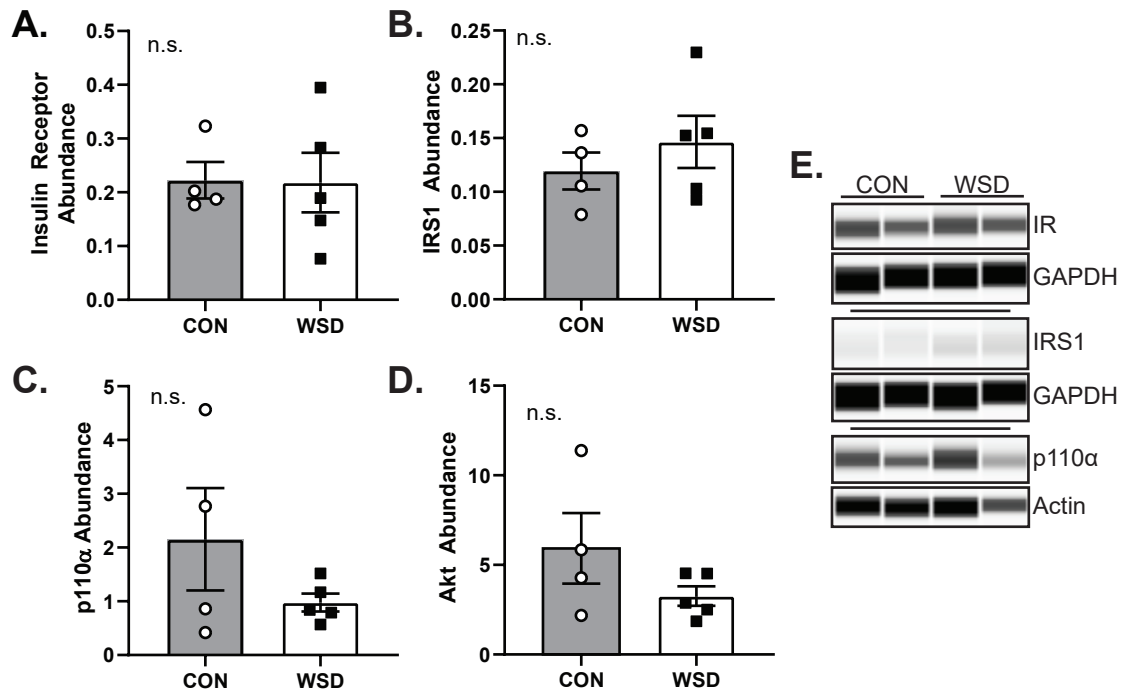 A.
n.s.
Insulin Receptor
Abundance
0.5
0.4
0.3
0.2
0.1
0.0
CON WSD
B.
n.s.
IRS1 Abundance
0.25
0.20
0.15
0.10
0.05
0.00
CON WSD
C.
n.s.
p110α Abundance
5
4
3
2
1
0
CON WSD
D.
n.s.
Akt Abundance
15
10
5
0
CON WSD
E.
CON WSD
IR
GAPDH
IRS1
GAPDH
p110α
Actin